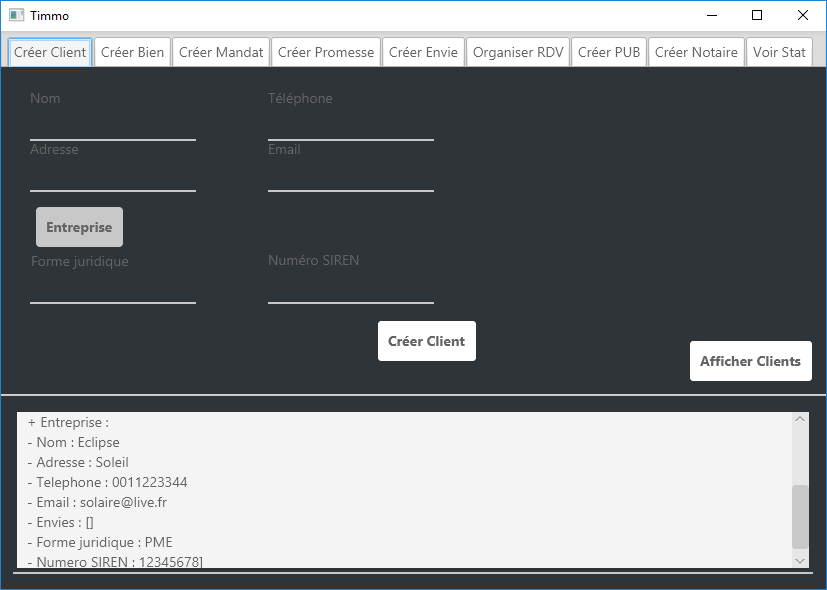 Timmo
Créer Client Créer Bien Créer Mandat Créer Promesse Créer Envie Organiser RDV Créer PUB Créer Notaire Voir Stat
Nom Téléphone
Adresse Email
Entreprise
Forme juridique Numéro SIREN
Créer Client
Afficher Clients
+ Entreprise :
- Nom : Eclipse
- Adresse : Soleil
- Telephone : 0011223344
- Email : solaire@live.fr
- Envies : []
- Forme juridique : PME
- Numero SIREN : 12345678]